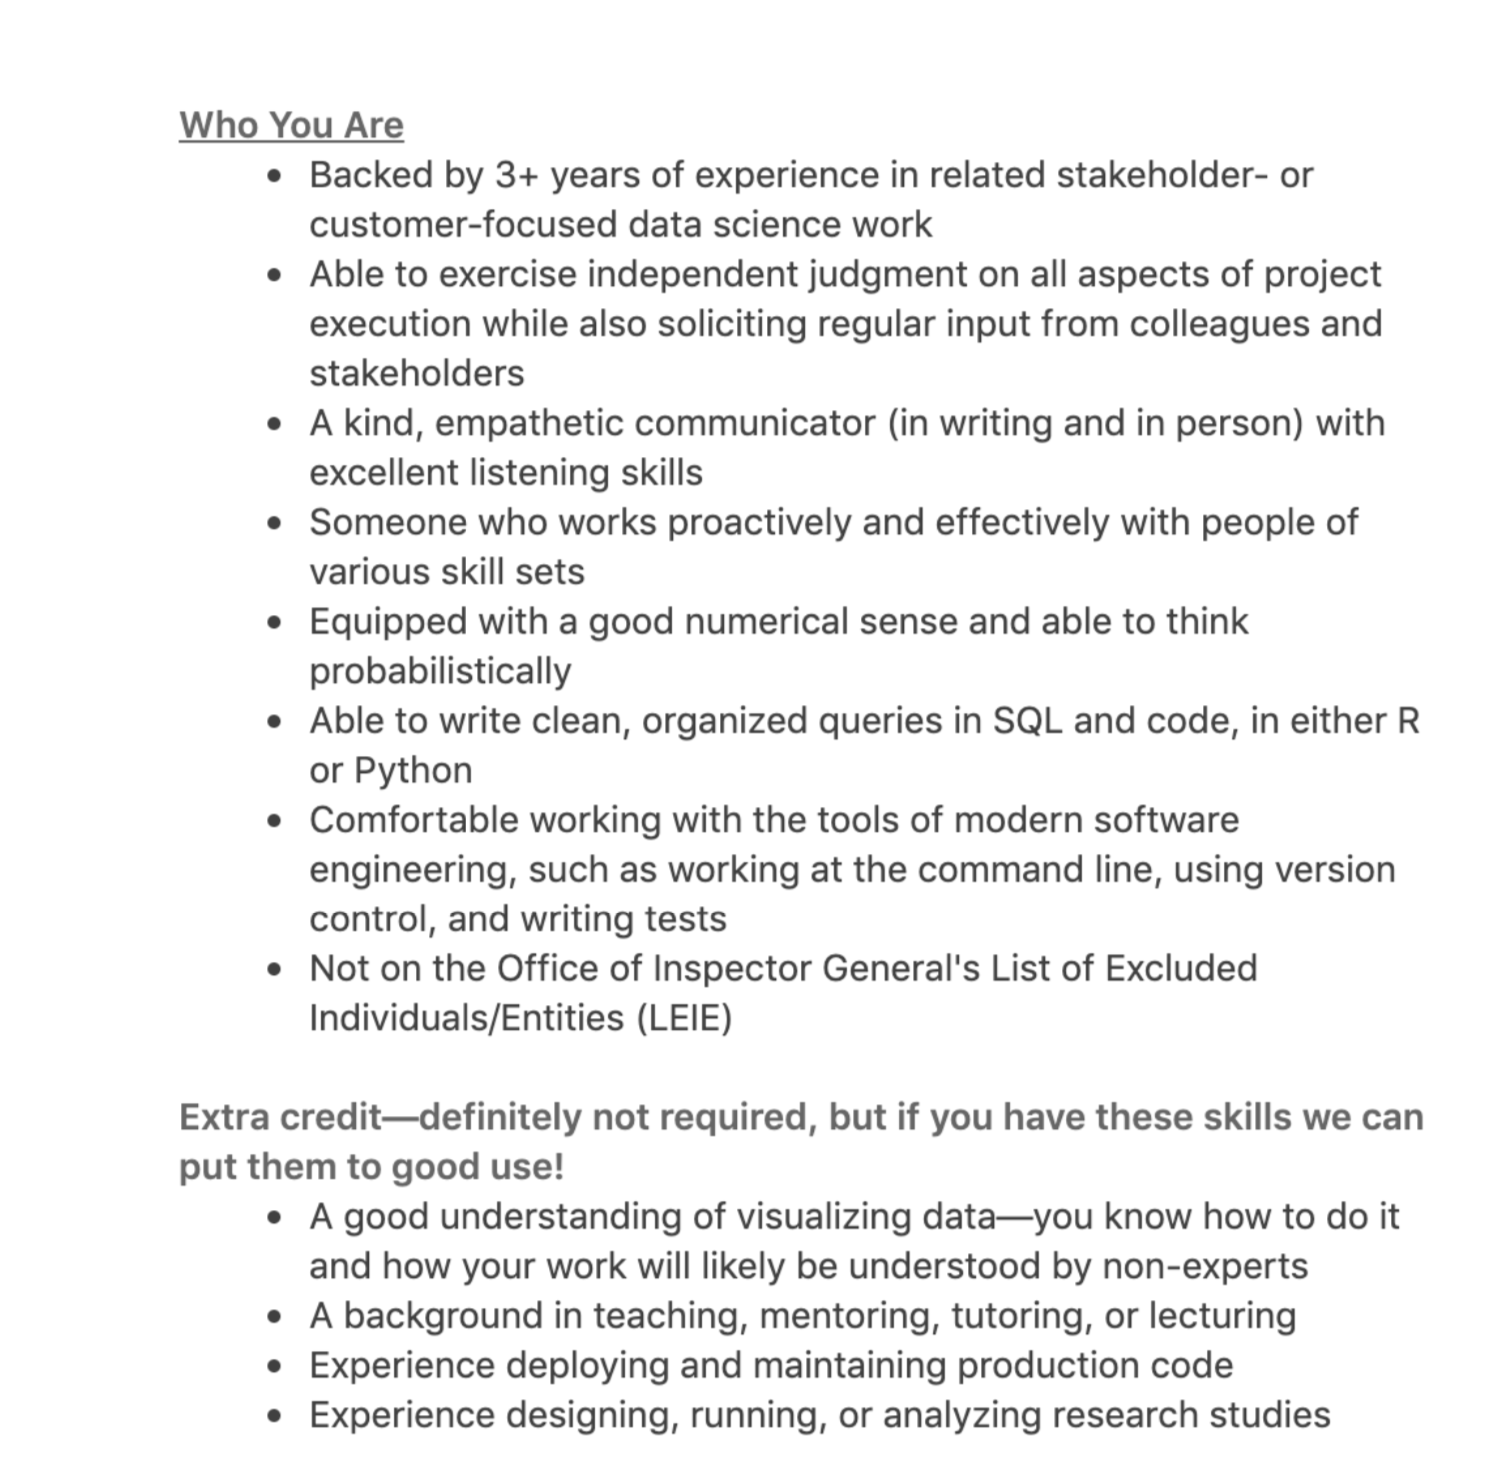 Who You Are
• Backed by 3+ years of experience in related stakeholder- or
customer-focused data science work
• Able to exercise independent judgment on all aspects of project
execution while also soliciting regular input from colleagues and
stakeholders
• A kind, empathetic communicator (in writing and in person) with
excellent listening skills
• Someone who works proactively and effectively with people of
various skill sets
• Equipped with a good numerical sense and able to think
probabilistically
• Able to write clean, organized queries in SQL and code, in either R
or Python
• Comfortable working with the tools of modern software
engineering, such as working at the command line, using version
control, and writing tests
• Not on the Office of Inspector General's List of Excluded
Individuals/Entities (LEIE)
Extra credit—definitely not required, but if you have these skills we can
put them to good use!
• A good understanding of visualizing data—you know how to do it
and how your work will likely be understood by non-experts
• A background in teaching, mentoring, tutoring, or lecturing
• Experience deploying and maintaining production code
• Experience designing, running, or analyzing research studies